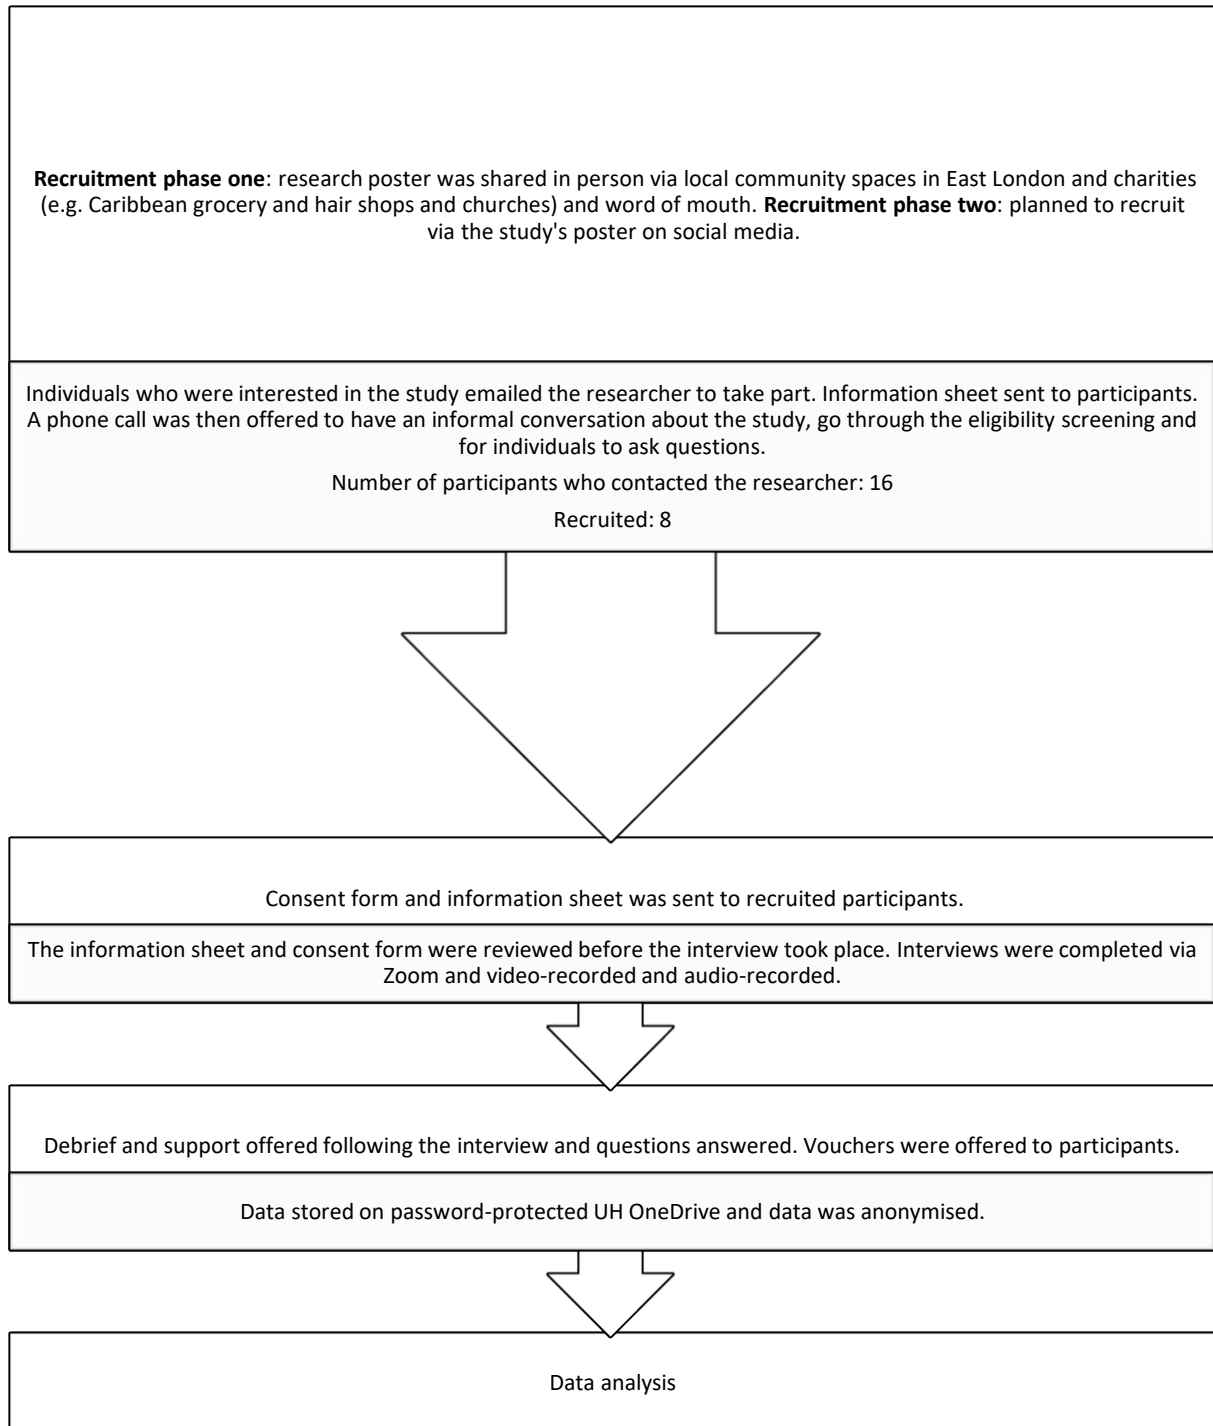 Recruitment phase one: research poster was shared in person via local community spaces in East London and charities
(e.g. Caribbean grocery and hair shops and churches) and word of mouth. Recruitment phase two: planned to recruit
via the study's poster on social media.
Individuals who were interested in the study emailed the researcher to take part. Information sheet sent to participants.
A phone call was then offered to have an informal conversation about the study, go through the eligibility screening and
for individuals to ask questions.
Number of participants who contacted the researcher: 16
Recruited: 8
Consent form and information sheet was sent to recruited participants.
The information sheet and consent form were reviewed before the interview took place. Interviews were completed via
Zoom and video-recorded and audio-recorded.
Debrief and support offered following the interview and questions answered. Vouchers were offered to participants.
Data stored on password-protected UH OneDrive and data was anonymised.
Data analysis